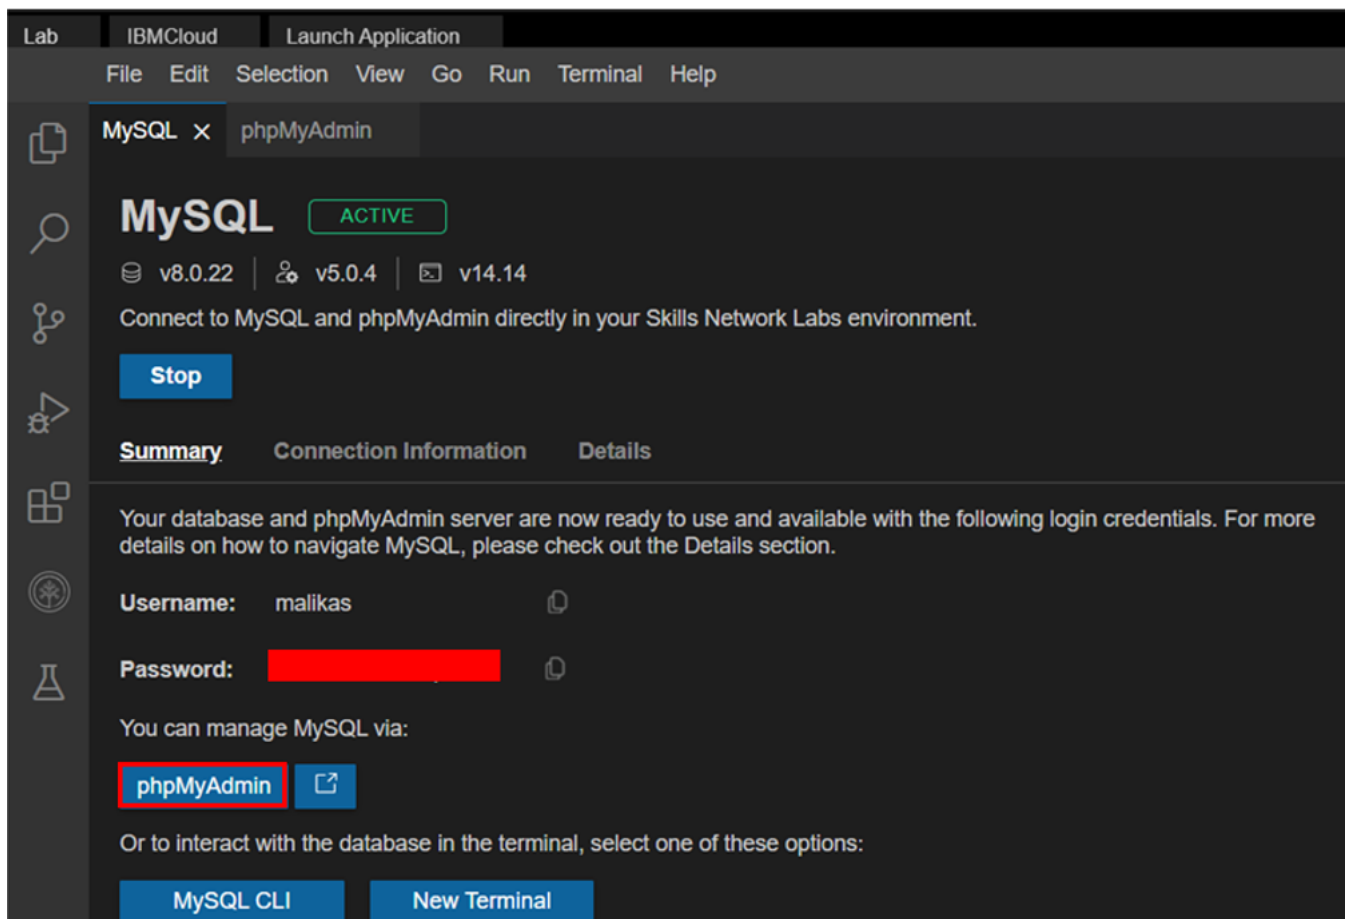 Lab IBMCloud Launch Application
File Edit Selection View Go Run Terminal Help
MySQL phpMyAdmin
MySQL ACTIVE
v8.0.22 v5.0.4 v14.14
Connect to MySQL and phpMyAdmin directly in your Skills Network Labs environment.
Stop
Summary Connection Information Details
Your database and phpMyAdmin server are now ready to use and available with the following login credentials. For more
details on how to navigate MySQL, please check out the Details section.
Username: malikas
Password:
You can manage MySQL via:
phpMyAdmin
Or to interact with the database in the terminal, select one of these options:
MySQL CLI New Terminal